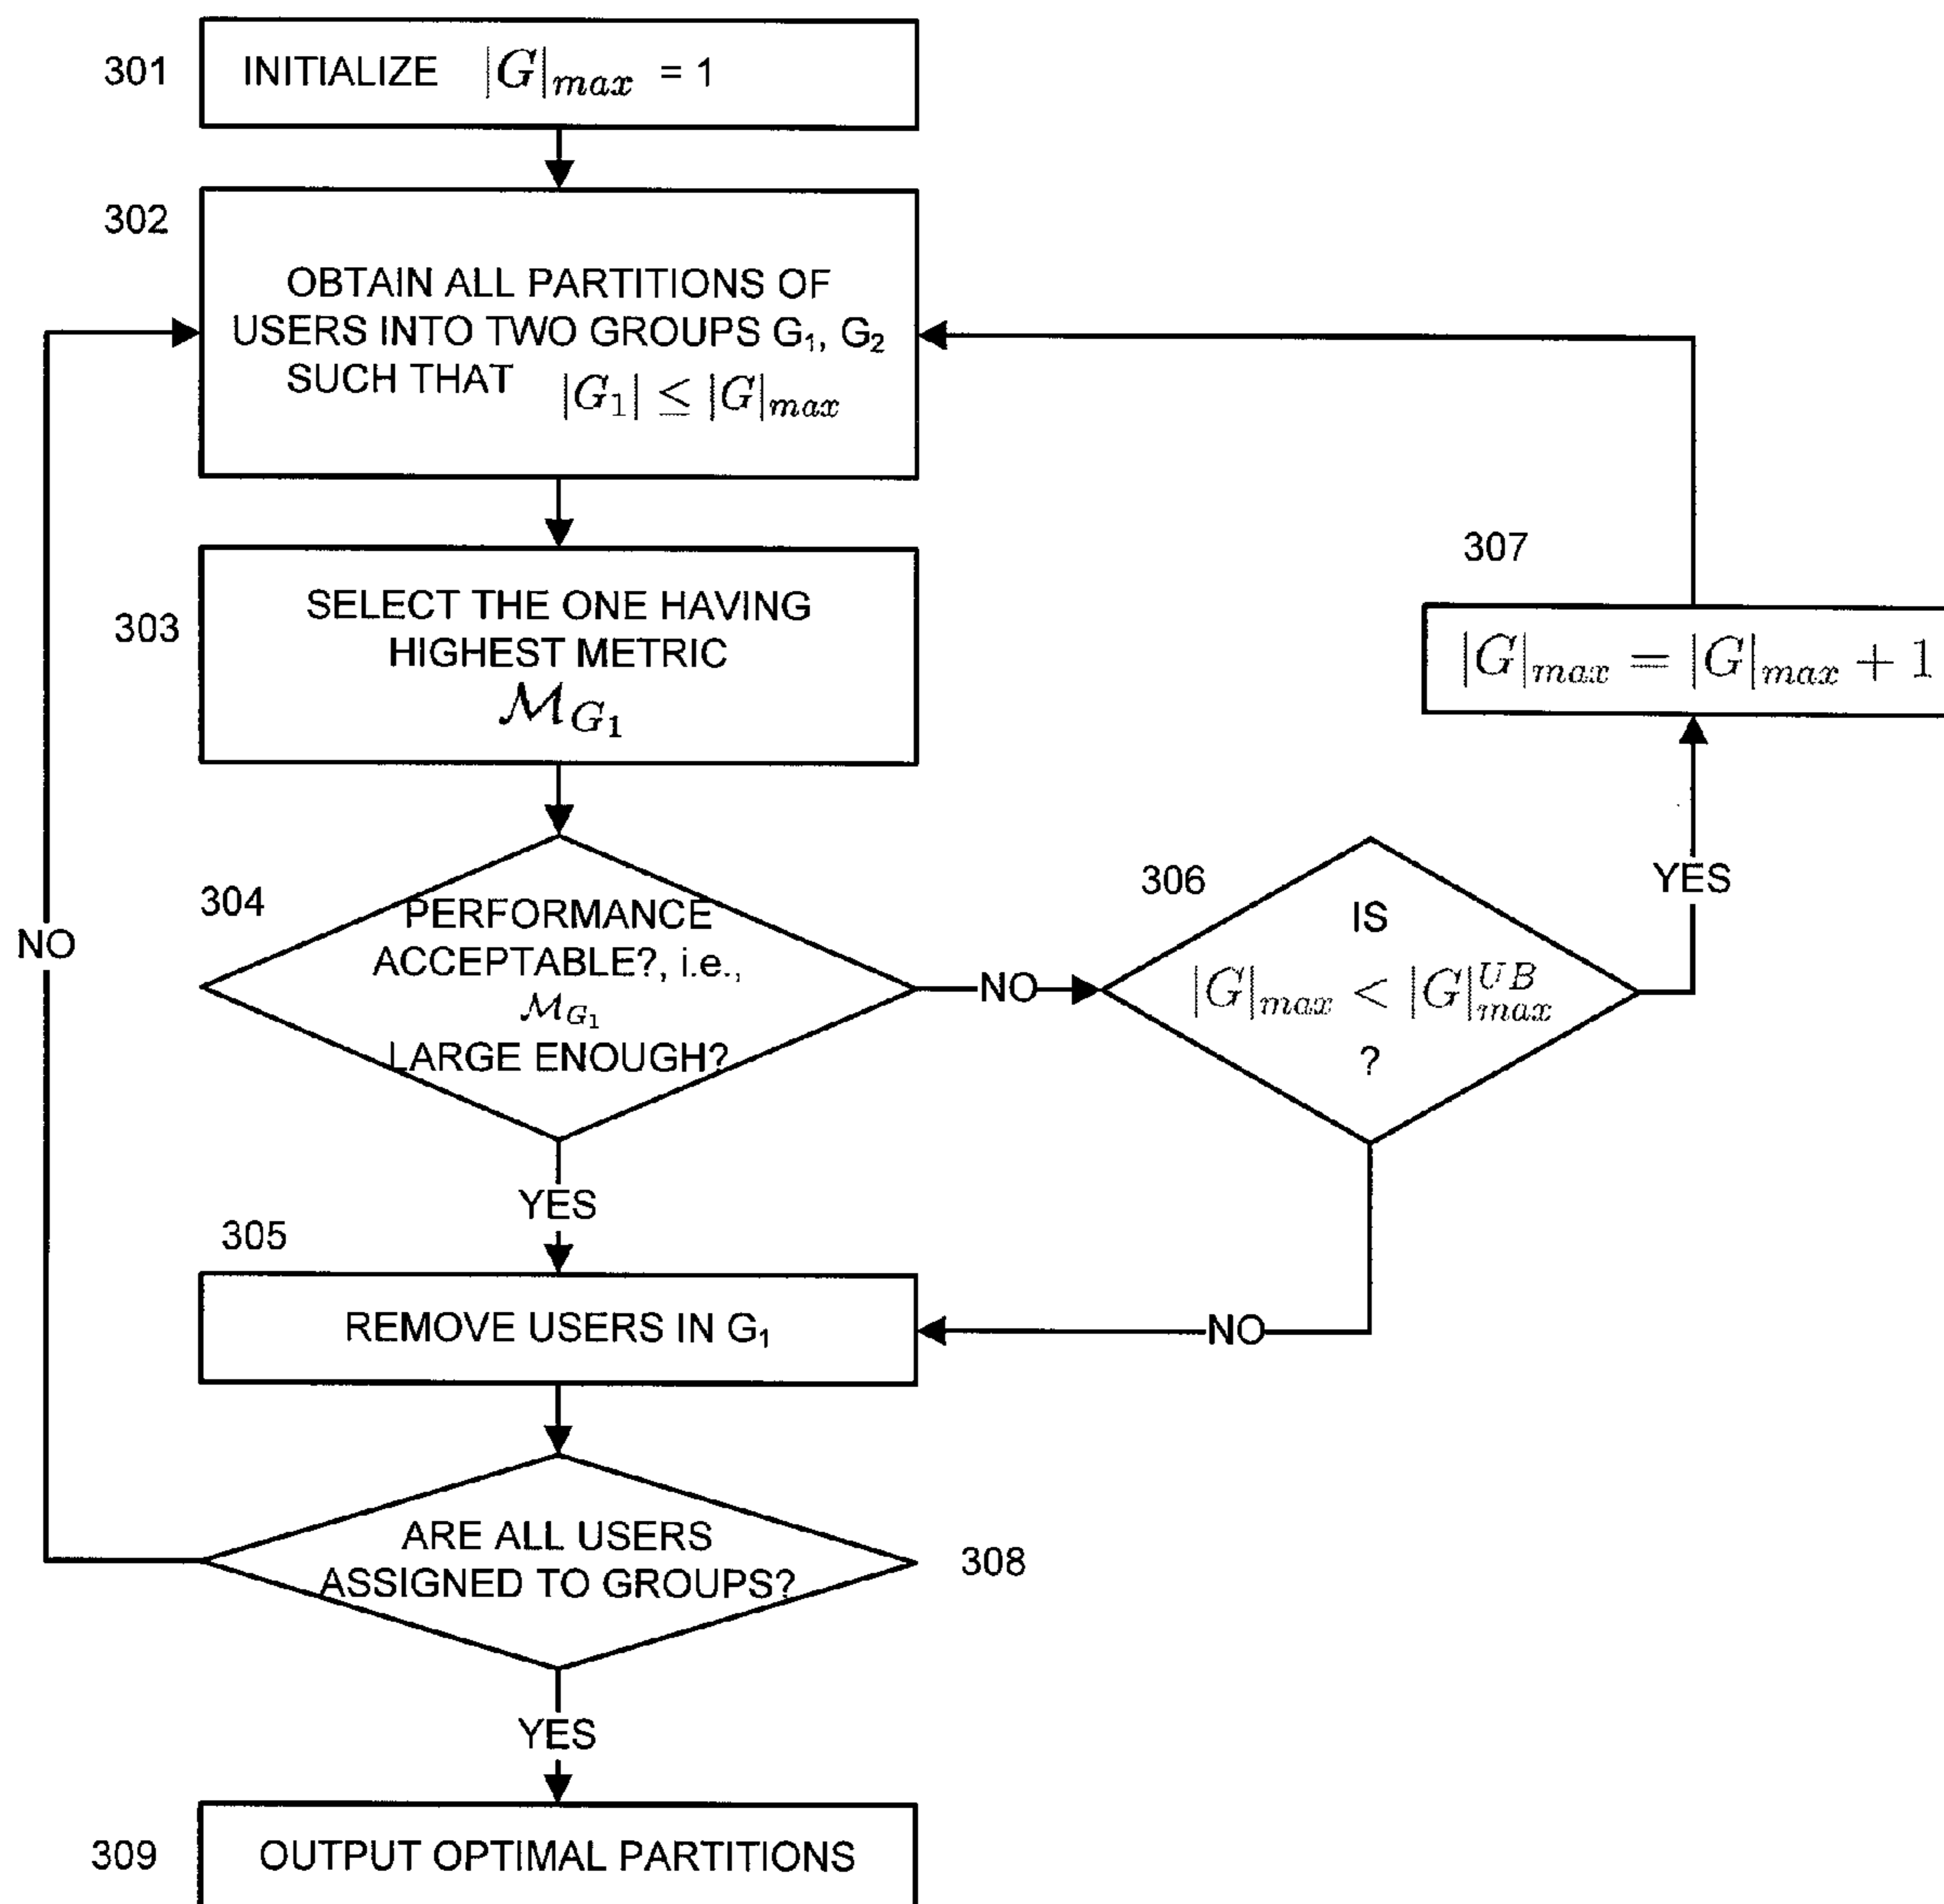 301
INITIALIZE |G|max = 1
302
OBTAIN ALL PARTITIONS OF
USERS INTO TWO GROUPS G₁, G₂
SUCH THAT |G₁| ≤ |G|max
303
SELECT THE ONE HAVING
HIGHEST METRIC
ℳG₁
307
|G|max = |G|max + 1
304
PERFORMANCE
ACCEPTABLE?, i.e.,
ℳG₁
LARGE ENOUGH?
NO
306
IS
|G|max < |G|max^UB
?
YES
NO
YES
305
REMOVE USERS IN G₁
NO
ARE ALL USERS
ASSIGNED TO GROUPS?
308
YES
309
OUTPUT OPTIMAL PARTITIONS